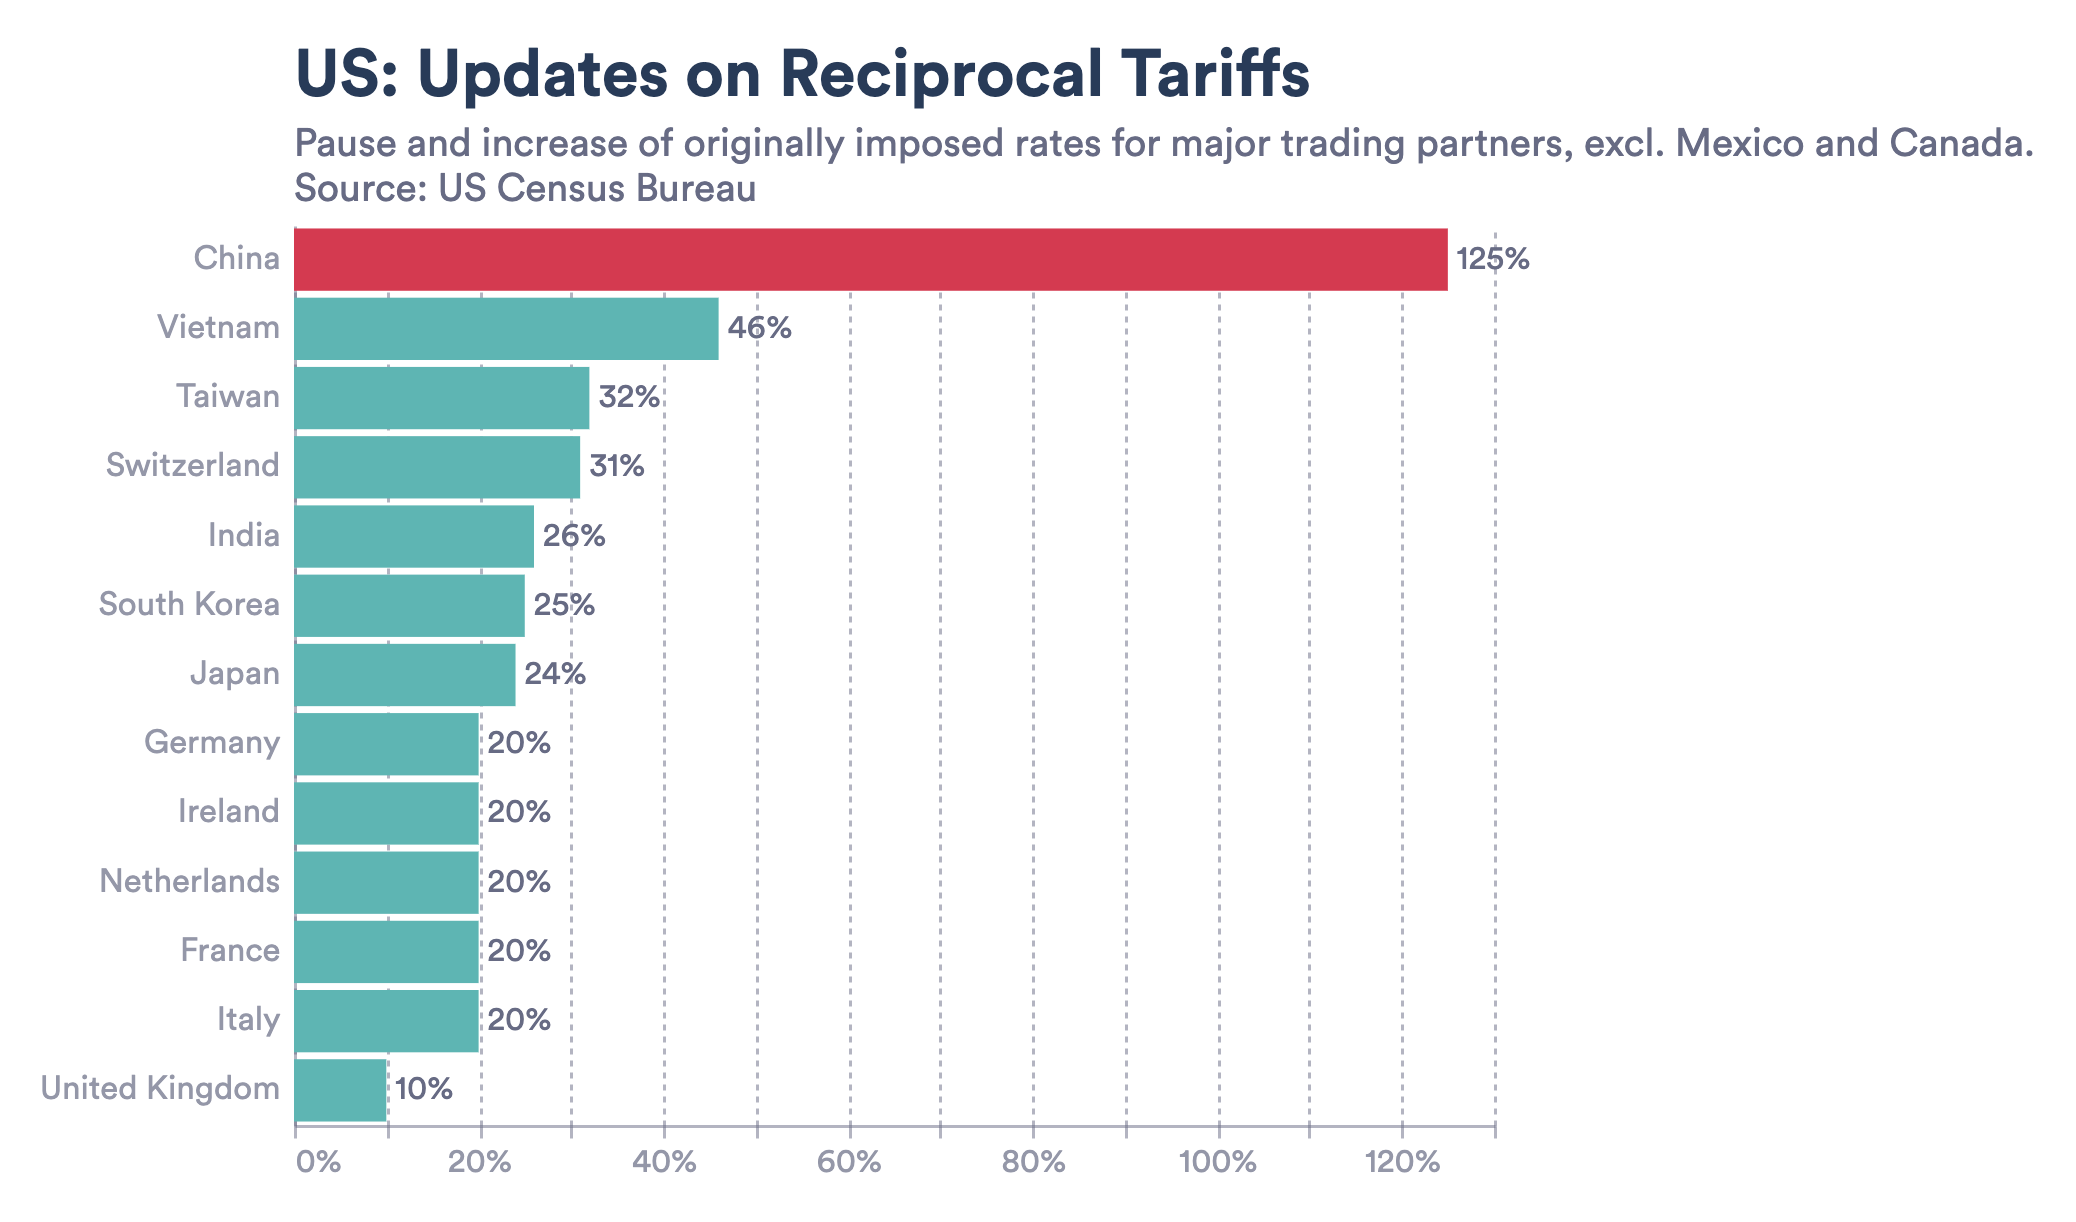 US: Updates on Reciprocal Tariffs
Pause and increase of originally imposed rates for major trading partners, excl. Mexico and Canada.
Source: US Census Bureau
China 125%
Vietnam 46%
Taiwan 32%
Switzerland 31%
India 26%
South Korea 25%
Japan 24%
Germany 20%
Ireland 20%
Netherlands 20%
France 20%
Italy 20%
United Kingdom 10%
0% 20% 40% 60% 80% 100% 120%